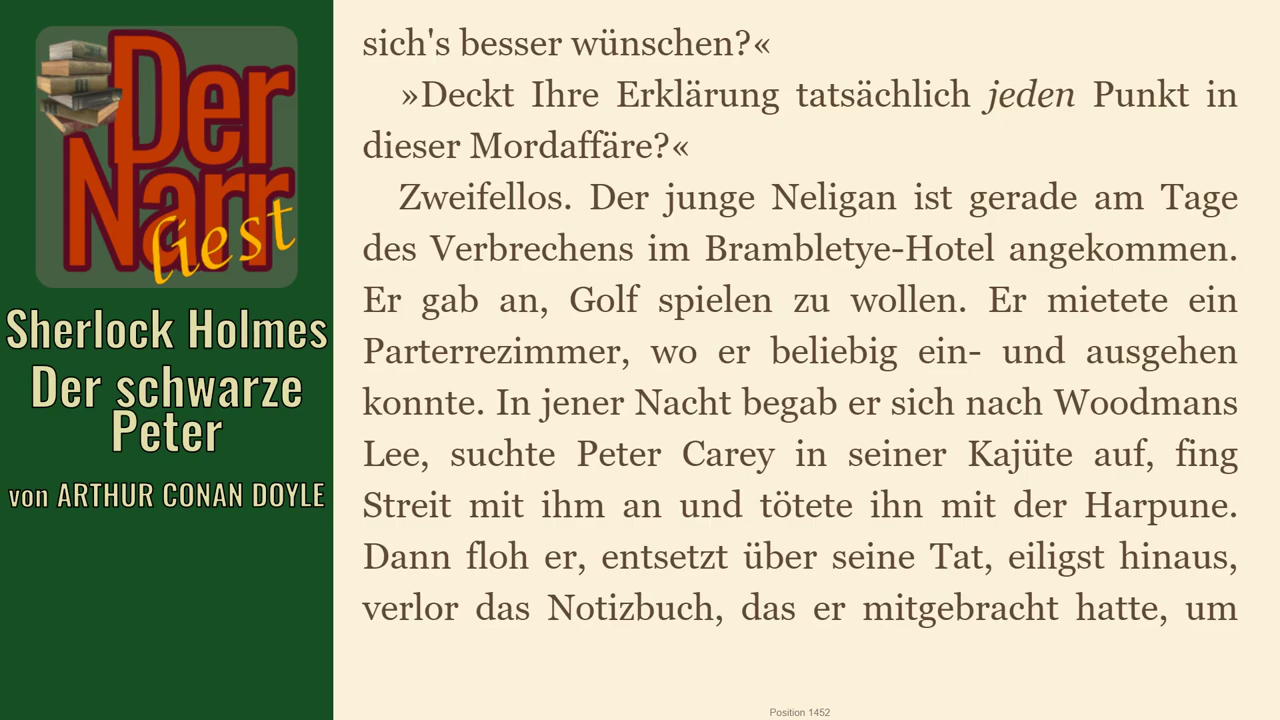 Der
Narr
liest
Sherlock Holmes
Der schwarze
Peter
von ARTHUR CONAN DOYLE
sich's besser wünschen?«
»Deckt Ihre Erklärung tatsächlich jeden Punkt in
dieser Mordaffäre?«
Zweifellos. Der junge Neligan ist gerade am Tage
des Verbrechens im Brambletye-Hotel angekommen.
Er gab an, Golf spielen zu wollen. Er mietete ein
Parterrezimmer, wo er beliebig ein- und ausgehen
konnte. In jener Nacht begab er sich nach Woodmans
Lee, suchte Peter Carey in seiner Kajüte auf, fing
Streit mit ihm an und tötete ihn mit der Harpune.
Dann floh er, entsetzt über seine Tat, eiligst hinaus,
verlor das Notizbuch, das er mitgebracht hatte, um
Position 1452